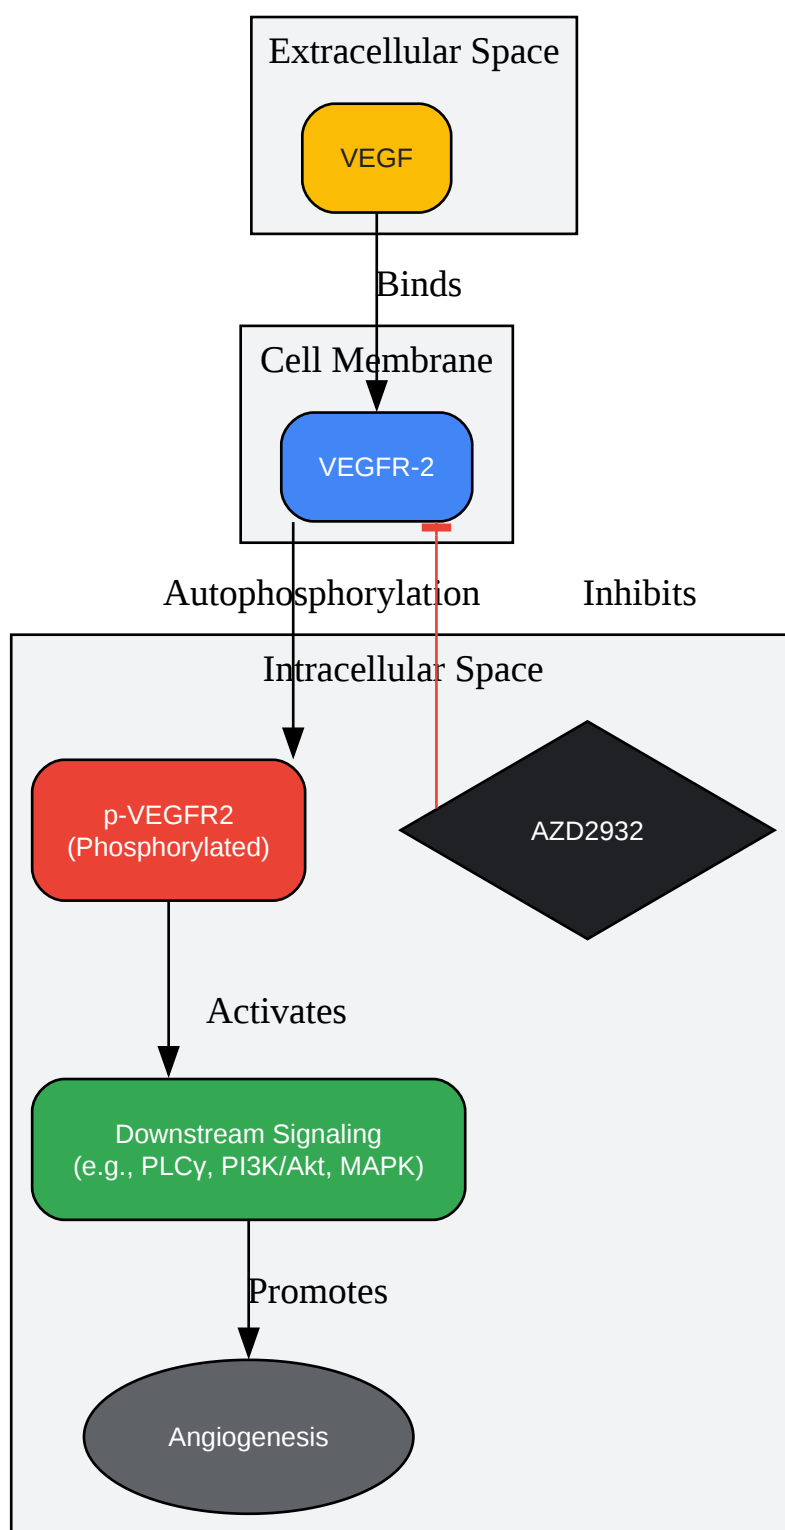 Extracellular Space
VEGF
Binds
Cell Membrane
VEGFR-2
Autophosphorylation
Inhibits
Intracellular Space
p-VEGFR2
(Phosphorylated)
AZD2932
Activates
Downstream Signaling
(e.g., PLCγ, PI3K/Akt, MAPK)
Promotes
Angiogenesis